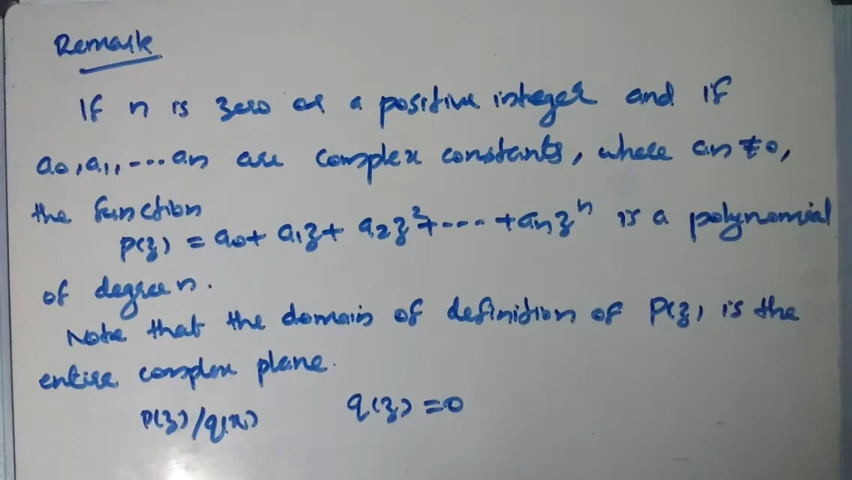 Remark
If n is zero or a positive integer and if
a₀, a₁, ... aₙ are complex constants, where aₙ ≠ 0,
the function
P(z) = a₀ + a₁z + a₂z² + ... + aₙzⁿ is a polynomial
of degree n.
Note that the domain of definition of P(z) is the
entire complex plane.
P(z)/q(x) q(z) = 0